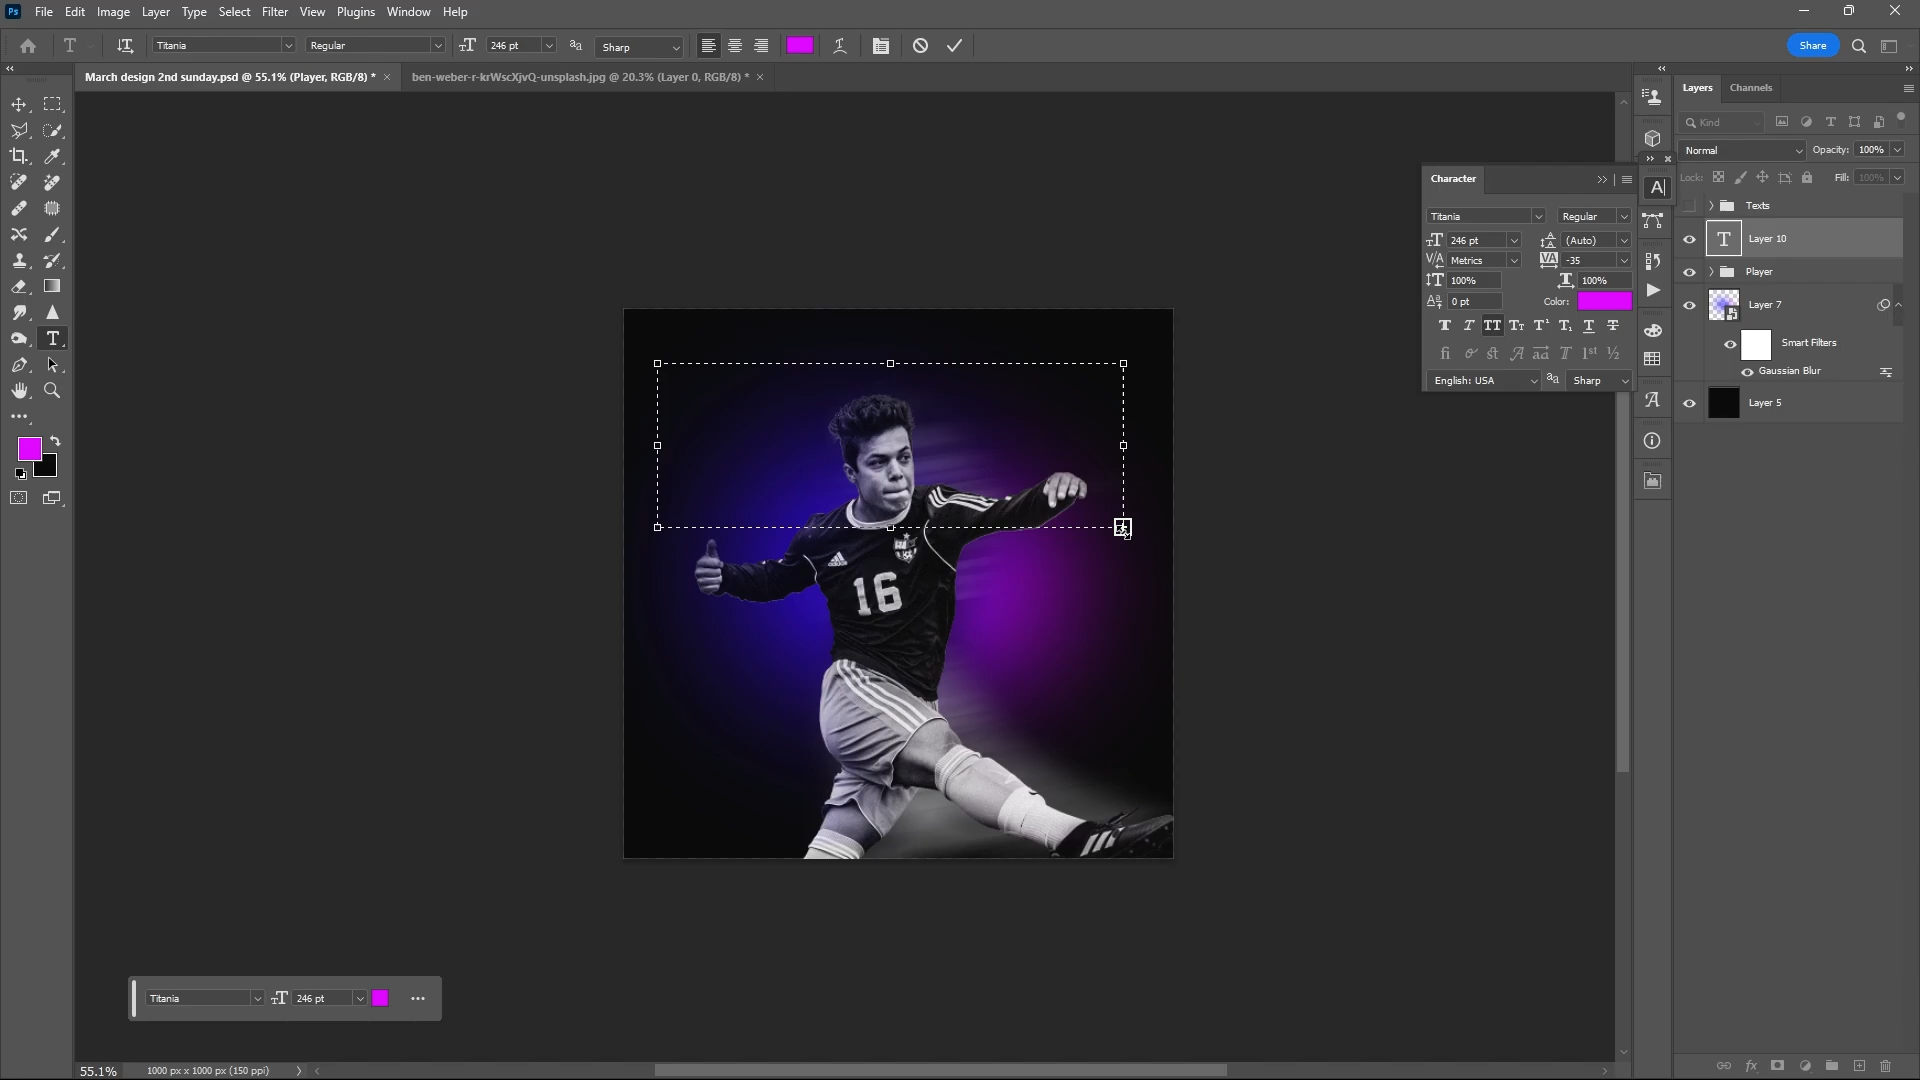 Ps File Edit Image Layer Type Select Filter View Plugins Window Help
Titania Regular 246 pt Sharp Share
March design 2nd sunday.psd @ 55.1% (Player, RGB/8) * ben-weber-r-krWscXjvQ-unsplash.jpg @ 20.3% (Layer 0, RGB/8) *
Layers Channels
Kind
Normal Opacity: 100%
Lock: Fill: 100%
Texts
Layer 10
Player
Layer 7
Smart Filters
Gaussian Blur
Layer 5
Character
Titania Regular
246 pt (Auto)
Metrics -35
100% 100%
0 pt Color:
English: USA Sharp
16
Titania 246 pt
55.1% 1000 px x 1000 px (150 ppi)